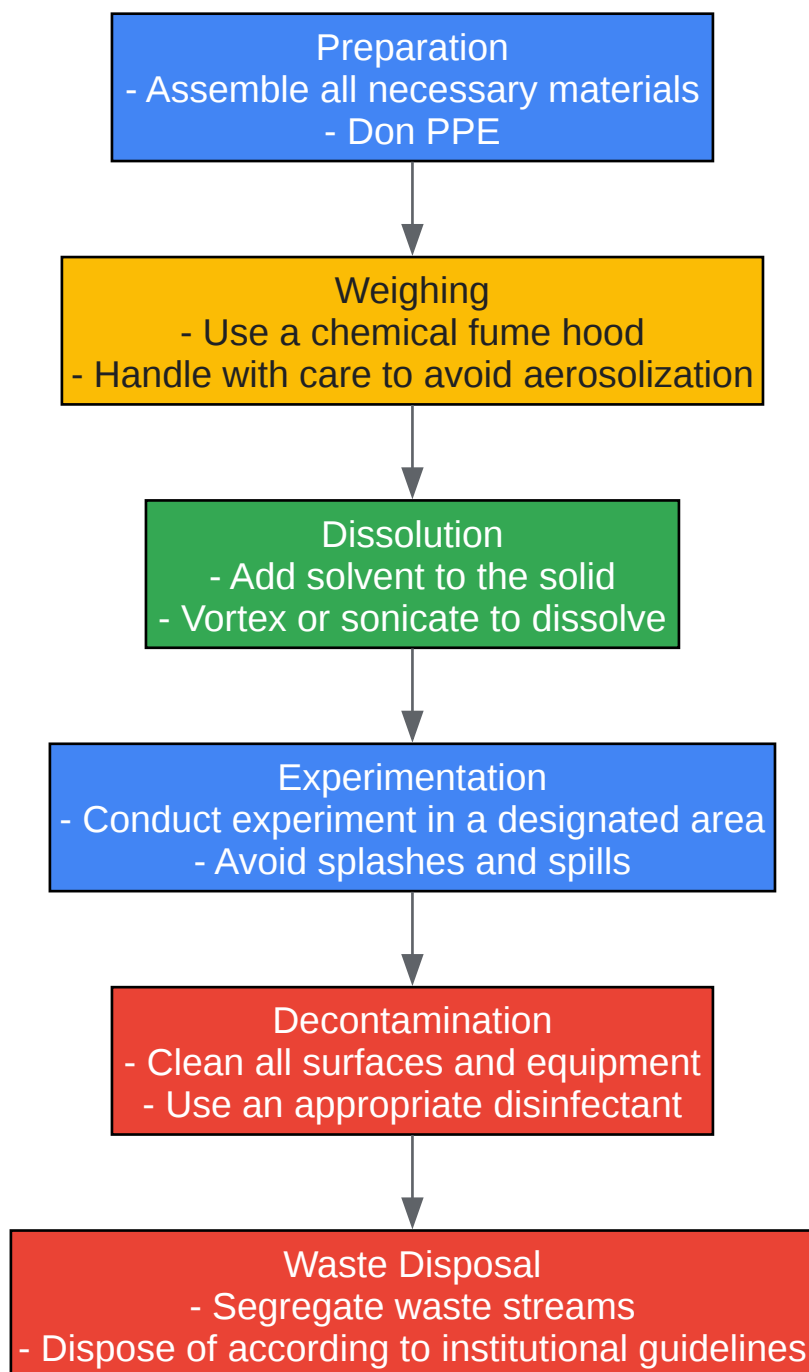 Preparation
- Assemble all necessary materials
- Don PPE
Weighing
- Use a chemical fume hood
- Handle with care to avoid aerosolization
Dissolution
- Add solvent to the solid
- Vortex or sonicate to dissolve
Experimentation
- Conduct experiment in a designated area
- Avoid splashes and spills
Decontamination
- Clean all surfaces and equipment
- Use an appropriate disinfectant
Waste Disposal
- Segregate waste streams
- Dispose of according to institutional guidelines